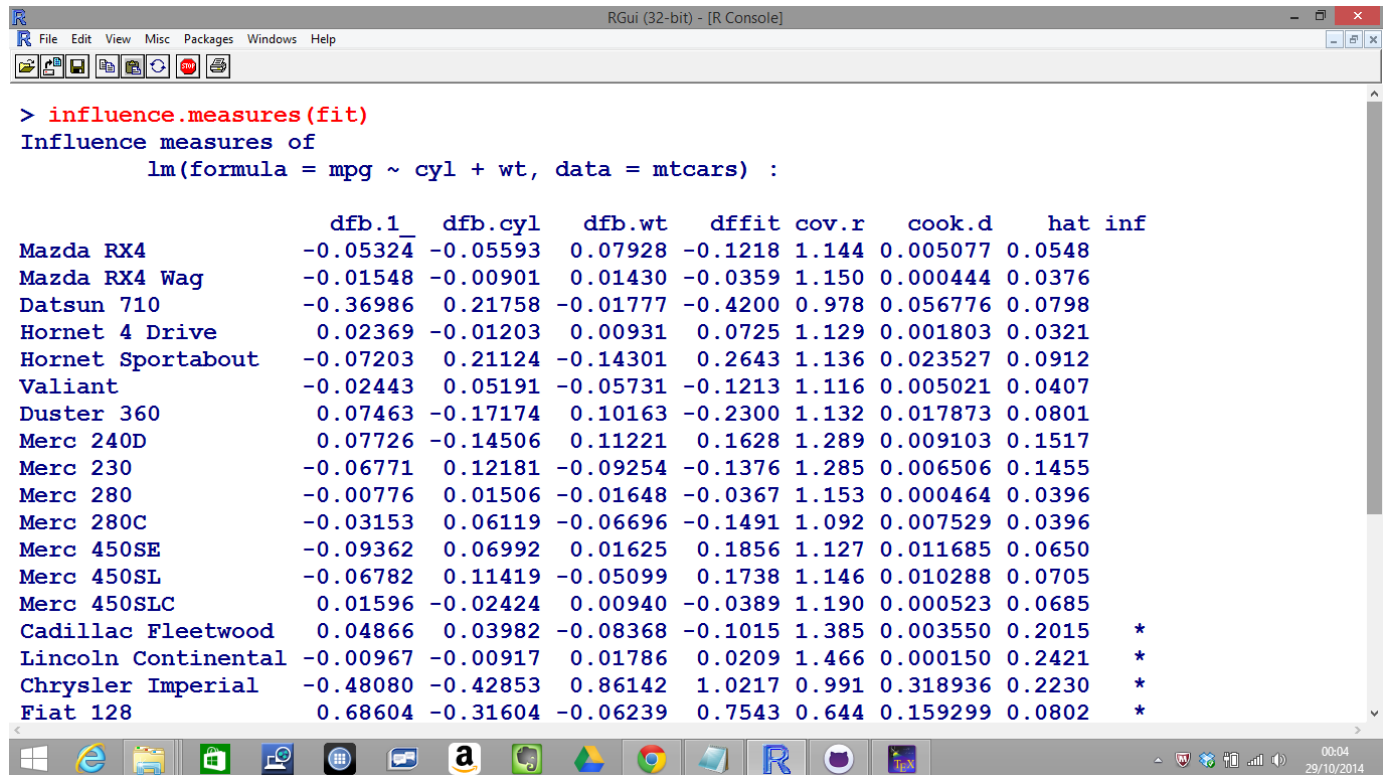 RGui (32-bit) - [R Console]
File Edit View Misc Packages Windows Help
STOP
> influence.measures(fit)
Influence measures of
lm(formula = mpg ~ cyl + wt, data = mtcars) :
dfb.1_ dfb.cyl dfb.wt dffit cov.r cook.d hat inf
Mazda RX4 -0.05324 -0.05593 0.07928 -0.1218 1.144 0.005077 0.0548
Mazda RX4 Wag -0.01548 -0.00901 0.01430 -0.0359 1.150 0.000444 0.0376
Datsun 710 -0.36986 0.21758 -0.01777 -0.4200 0.978 0.056776 0.0798
Hornet 4 Drive 0.02369 -0.01203 0.00931 0.0725 1.129 0.001803 0.0321
Hornet Sportabout -0.07203 0.21124 -0.14301 0.2643 1.136 0.023527 0.0912
Valiant -0.02443 0.05191 -0.05731 -0.1213 1.116 0.005021 0.0407
Duster 360 0.07463 -0.17174 0.10163 -0.2300 1.132 0.017873 0.0801
Merc 240D 0.07726 -0.14506 0.11221 0.1628 1.289 0.009103 0.1517
Merc 230 -0.06771 0.12181 -0.09254 -0.1376 1.285 0.006506 0.1455
Merc 280 -0.00776 0.01506 -0.01648 -0.0367 1.153 0.000464 0.0396
Merc 280C -0.03153 0.06119 -0.06696 -0.1491 1.092 0.007529 0.0396
Merc 450SE -0.09362 0.06992 0.01625 0.1856 1.127 0.011685 0.0650
Merc 450SL -0.06782 0.11419 -0.05099 0.1738 1.146 0.010288 0.0705
Merc 450SLC 0.01596 -0.02424 0.00940 -0.0389 1.190 0.000523 0.0685
Cadillac Fleetwood 0.04866 0.03982 -0.08368 -0.1015 1.385 0.003550 0.2015 *
Lincoln Continental -0.00967 -0.00917 0.01786 0.0209 1.466 0.000150 0.2421 *
Chrysler Imperial -0.48080 -0.42853 0.86142 1.0217 0.991 0.318936 0.2230 *
Fiat 128 0.68604 -0.31604 -0.06239 0.7543 0.644 0.159299 0.0802 *
a
R
TEX
00:04
29/10/2014